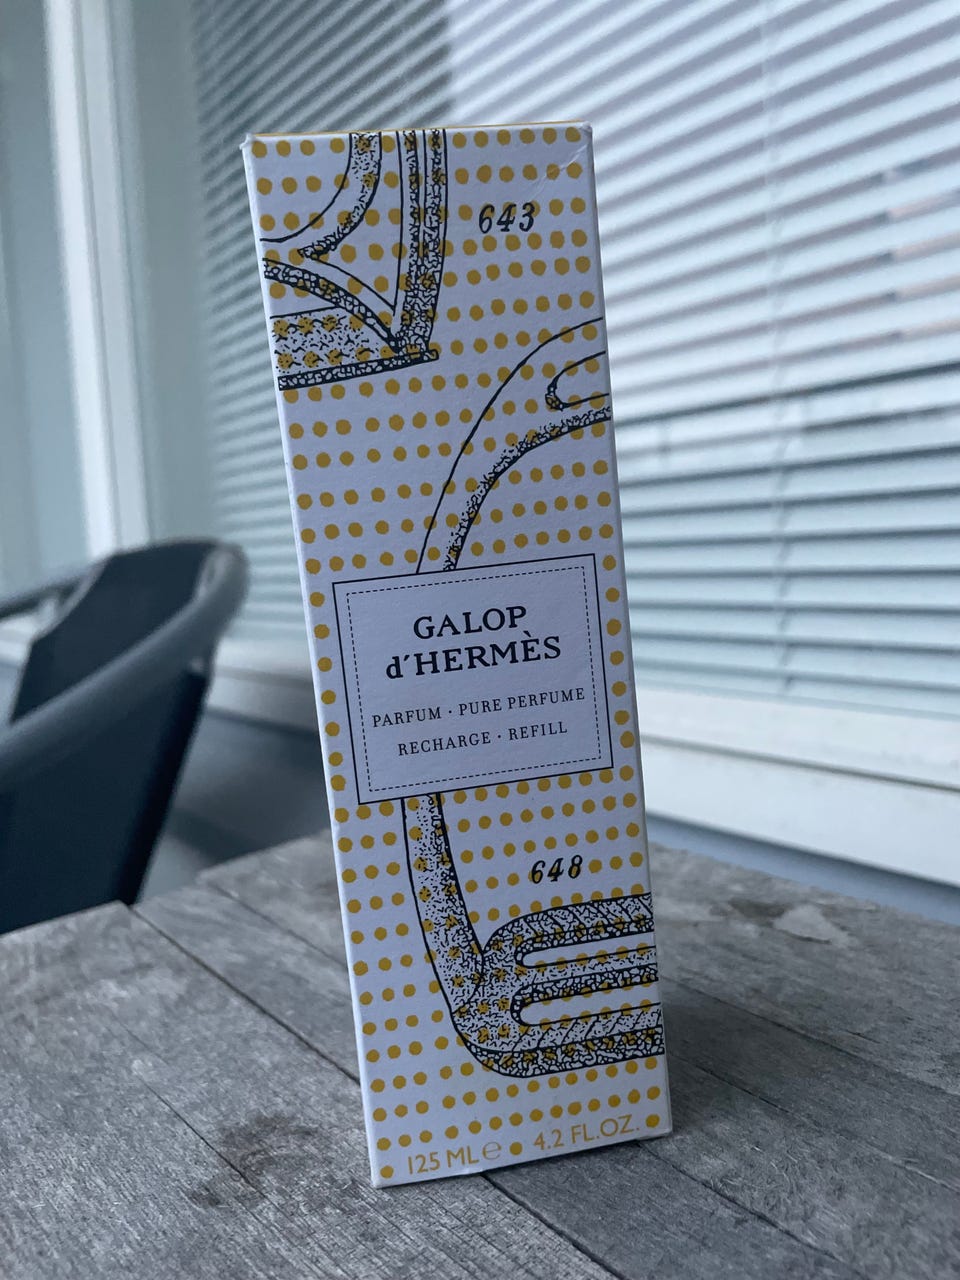 643
GALOP
d'HERMÈS
PARFUM · PURE PERFUME
RECHARGE · REFILL
648
125 ML ℮ 4.2 FL.OZ.